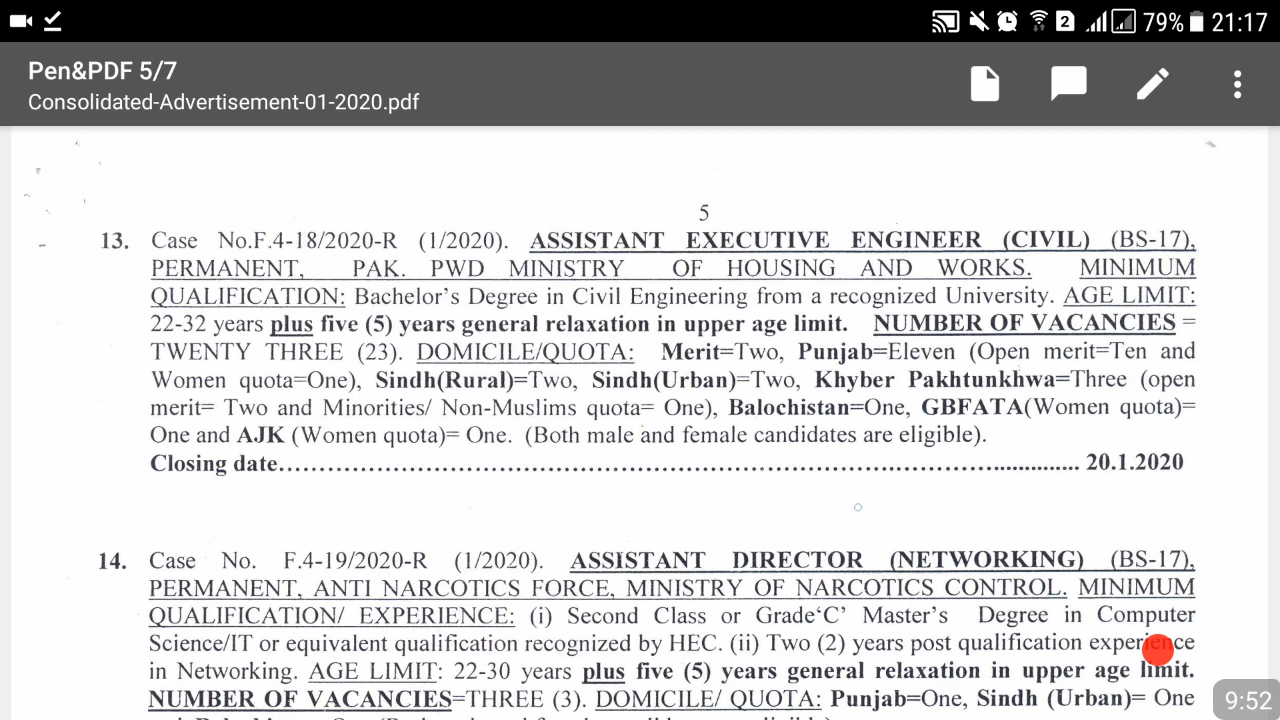 79% 21:17
2
Pen&PDF 5/7
Consolidated-Advertisement-01-2020.pdf
5
13. Case No.F.4-18/2020-R (1/2020). ASSISTANT EXECUTIVE ENGINEER (CIVIL) (BS-17),
PERMANENT, PAK. PWD MINISTRY OF HOUSING AND WORKS. MINIMUM
QUALIFICATION: Bachelor's Degree in Civil Engineering from a recognized University. AGE LIMIT:
22-32 years plus five (5) years general relaxation in upper age limit. NUMBER OF VACANCIES =
TWENTY THREE (23). DOMICILE/QUOTA: Merit=Two, Punjab=Eleven (Open merit=Ten and
Women quota=One), Sindh(Rural)=Two, Sindh(Urban)=Two, Khyber Pakhtunkhwa=Three (open
merit= Two and Minorities/ Non-Muslims quota= One), Balochistan=One, GBFATA(Women quota)=
One and AJK (Women quota)= One. (Both male and female candidates are eligible).
Closing date.................................................................................................. 20.1.2020
14. Case No. F.4-19/2020-R (1/2020). ASSISTANT DIRECTOR (NETWORKING) (BS-17),
PERMANENT, ANTI NARCOTICS FORCE, MINISTRY OF NARCOTICS CONTROL. MINIMUM
QUALIFICATION/ EXPERIENCE: (i) Second Class or Grade‘C’ Master's Degree in Computer
Science/IT or equivalent qualification recognized by HEC. (ii) Two (2) years post qualification experience
in Networking. AGE LIMIT: 22-30 years plus five (5) years general relaxation in upper age limit.
NUMBER OF VACANCIES=THREE (3). DOMICILE/ QUOTA: Punjab=One, Sindh (Urban)= One
9:52